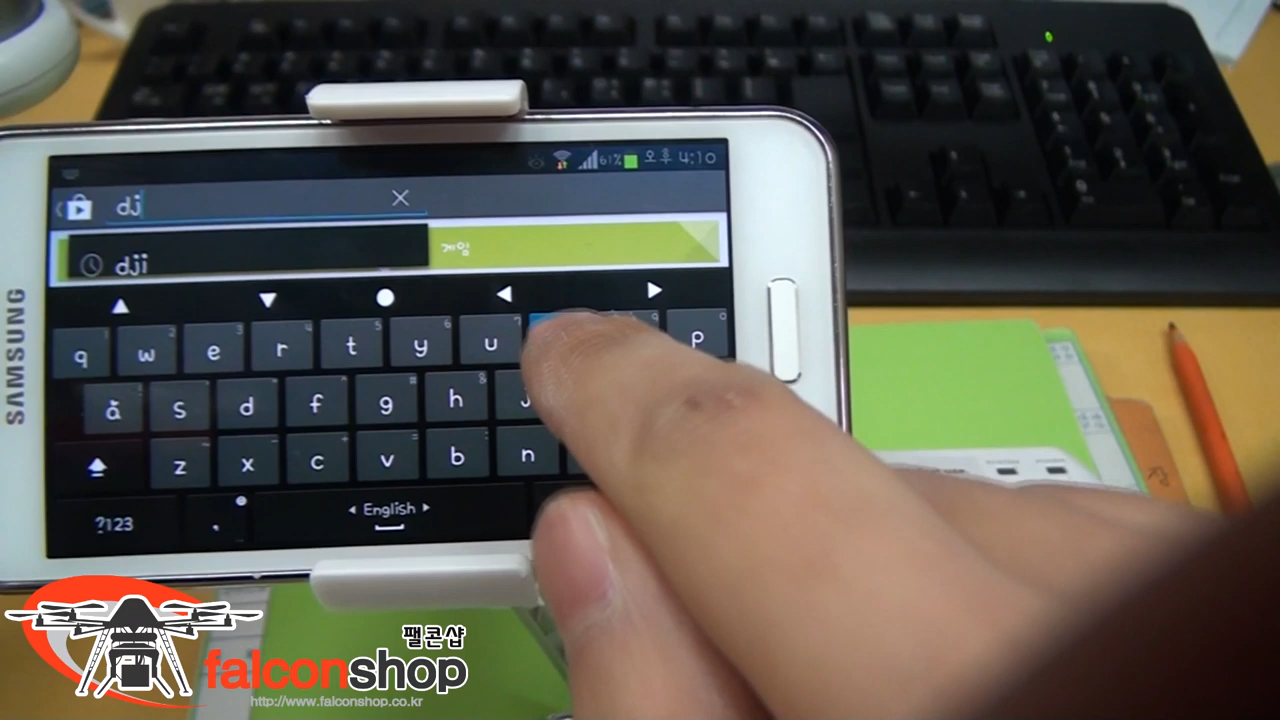 61% 오후 4:10
dj
dji
게임
q w e r t y u p
a s d f g h j
z x c v b n
?123 , English
SAMSUNG
팰콘샵
falconshop
http://www.falconshop.co.kr